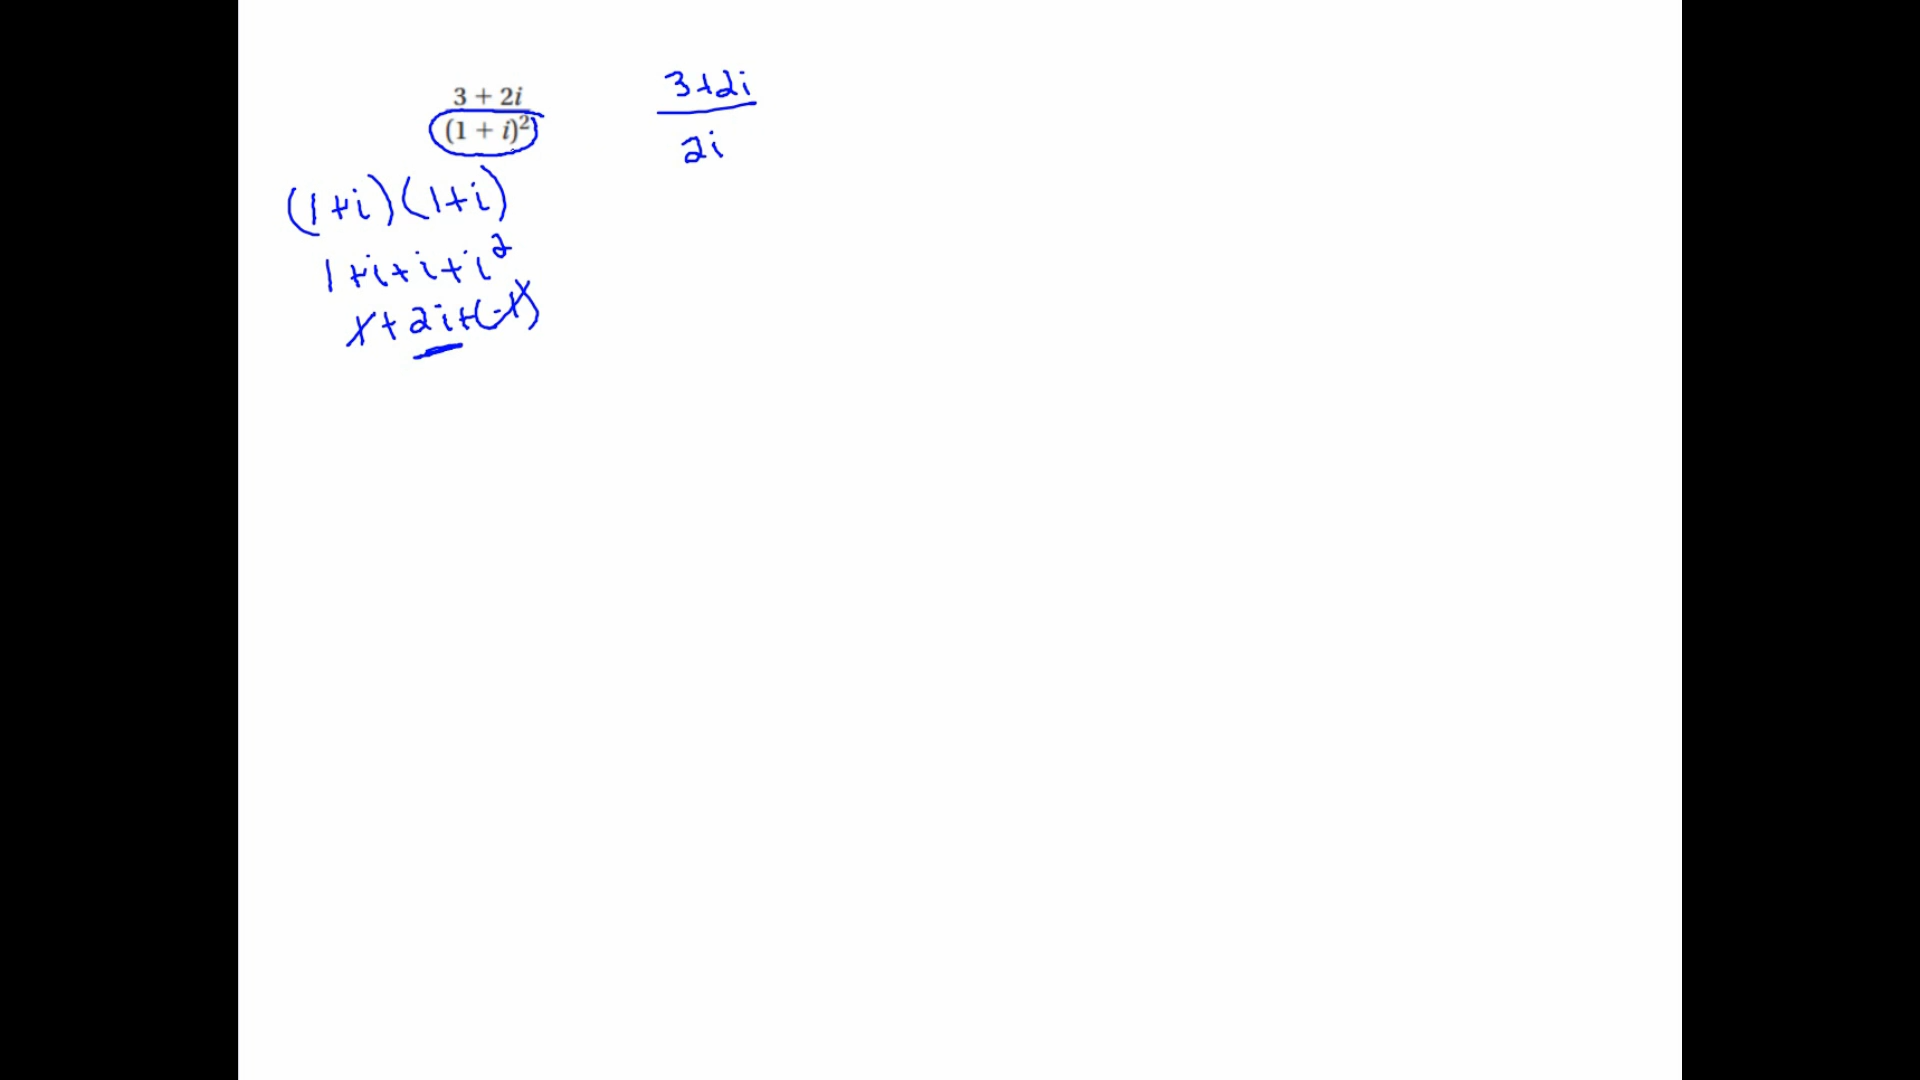 3 + 2i
(1 + i)²
3+2i
2i
(1+i)(1+i)
1+i+i+i²
1+2i+(-1)